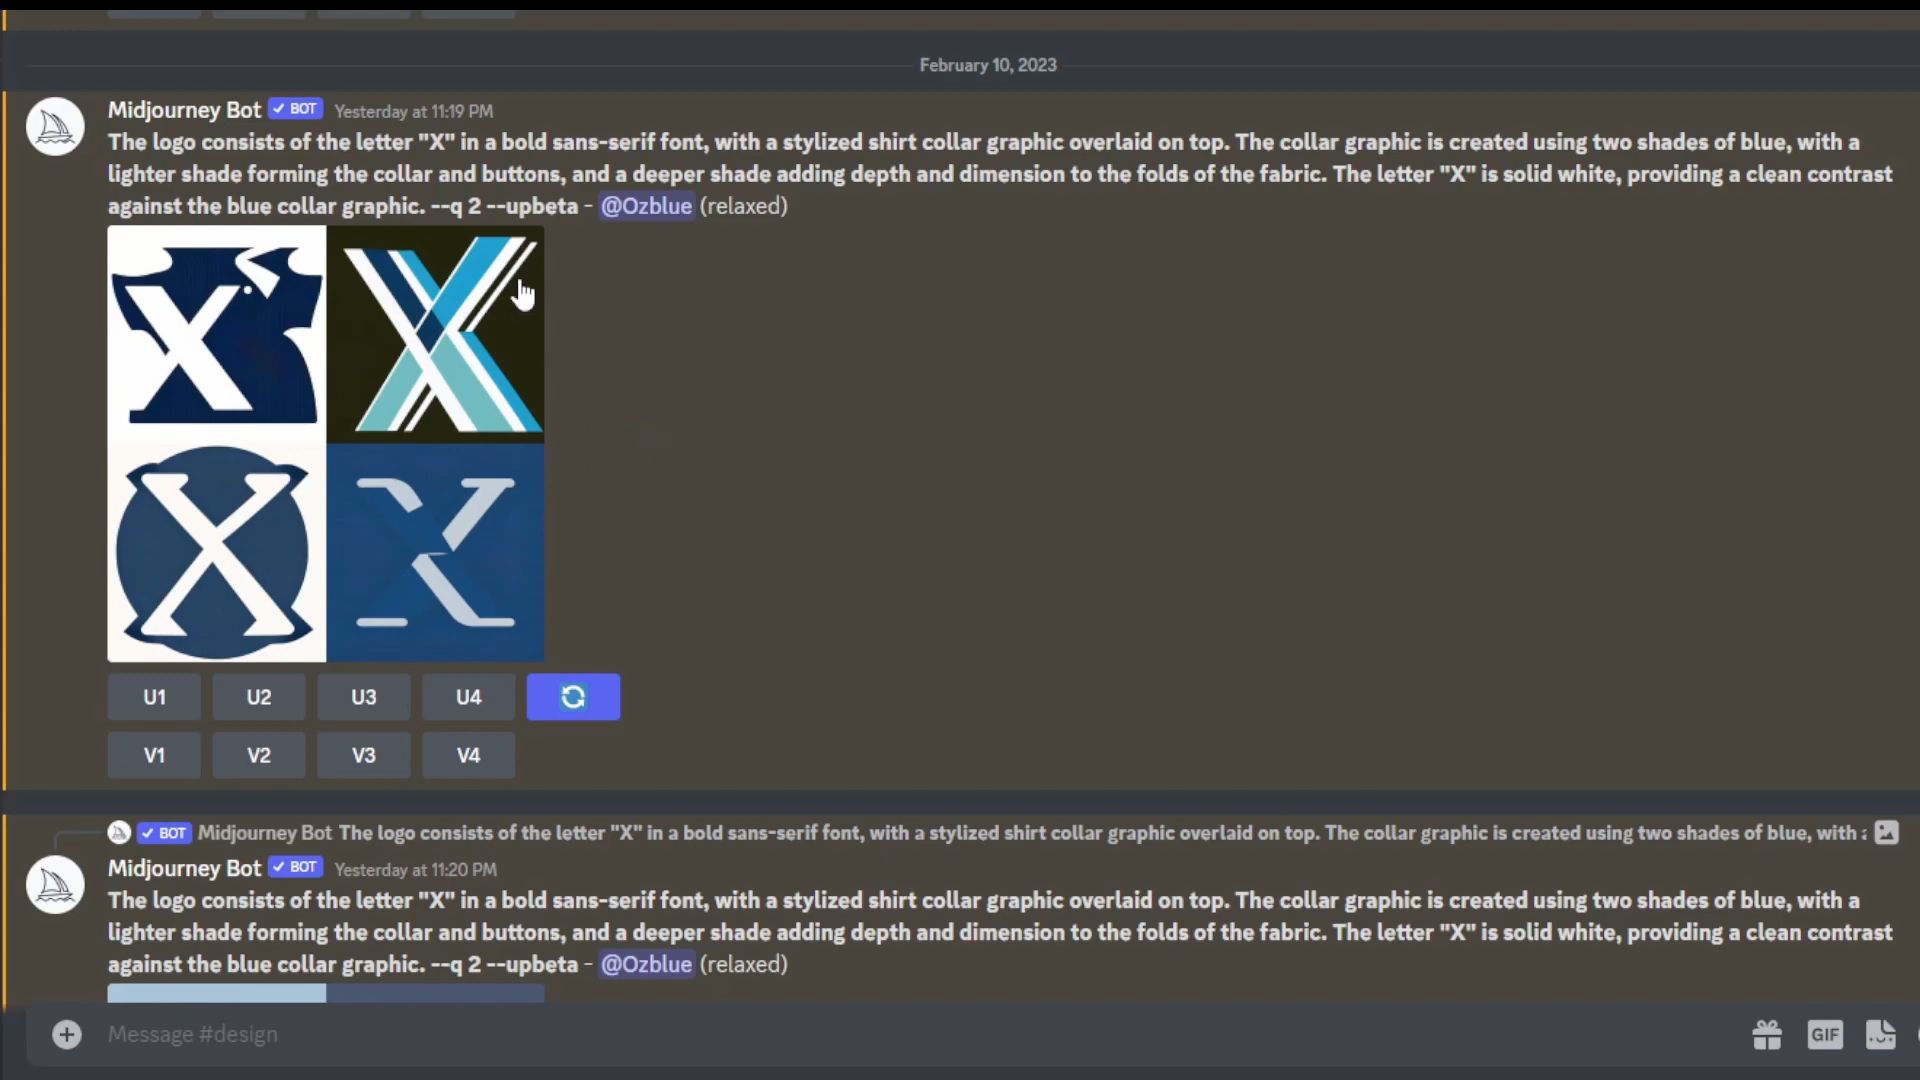 February 10, 2023
Midjourney Bot ✓ BOT Yesterday at 11:19 PM
The logo consists of the letter "X" in a bold sans-serif font, with a stylized shirt collar graphic overlaid on top. The collar graphic is created using two shades of blue, with a
lighter shade forming the collar and buttons, and a deeper shade adding depth and dimension to the folds of the fabric. The letter "X" is solid white, providing a clean contrast
against the blue collar graphic. --q 2 --upbeta - @Ozblue (relaxed)
X X
X X
U1 U2 U3 U4
V1 V2 V3 V4
✓ BOT Midjourney Bot The logo consists of the letter "X" in a bold sans-serif font, with a stylized shirt collar graphic overlaid on top. The collar graphic is created using two shades of blue, with
Midjourney Bot ✓ BOT Yesterday at 11:20 PM
The logo consists of the letter "X" in a bold sans-serif font, with a stylized shirt collar graphic overlaid on top. The collar graphic is created using two shades of blue, with a
lighter shade forming the collar and buttons, and a deeper shade adding depth and dimension to the folds of the fabric. The letter "X" is solid white, providing a clean contrast
against the blue collar graphic. --q 2 --upbeta - @Ozblue (relaxed)
Message #design
GIF